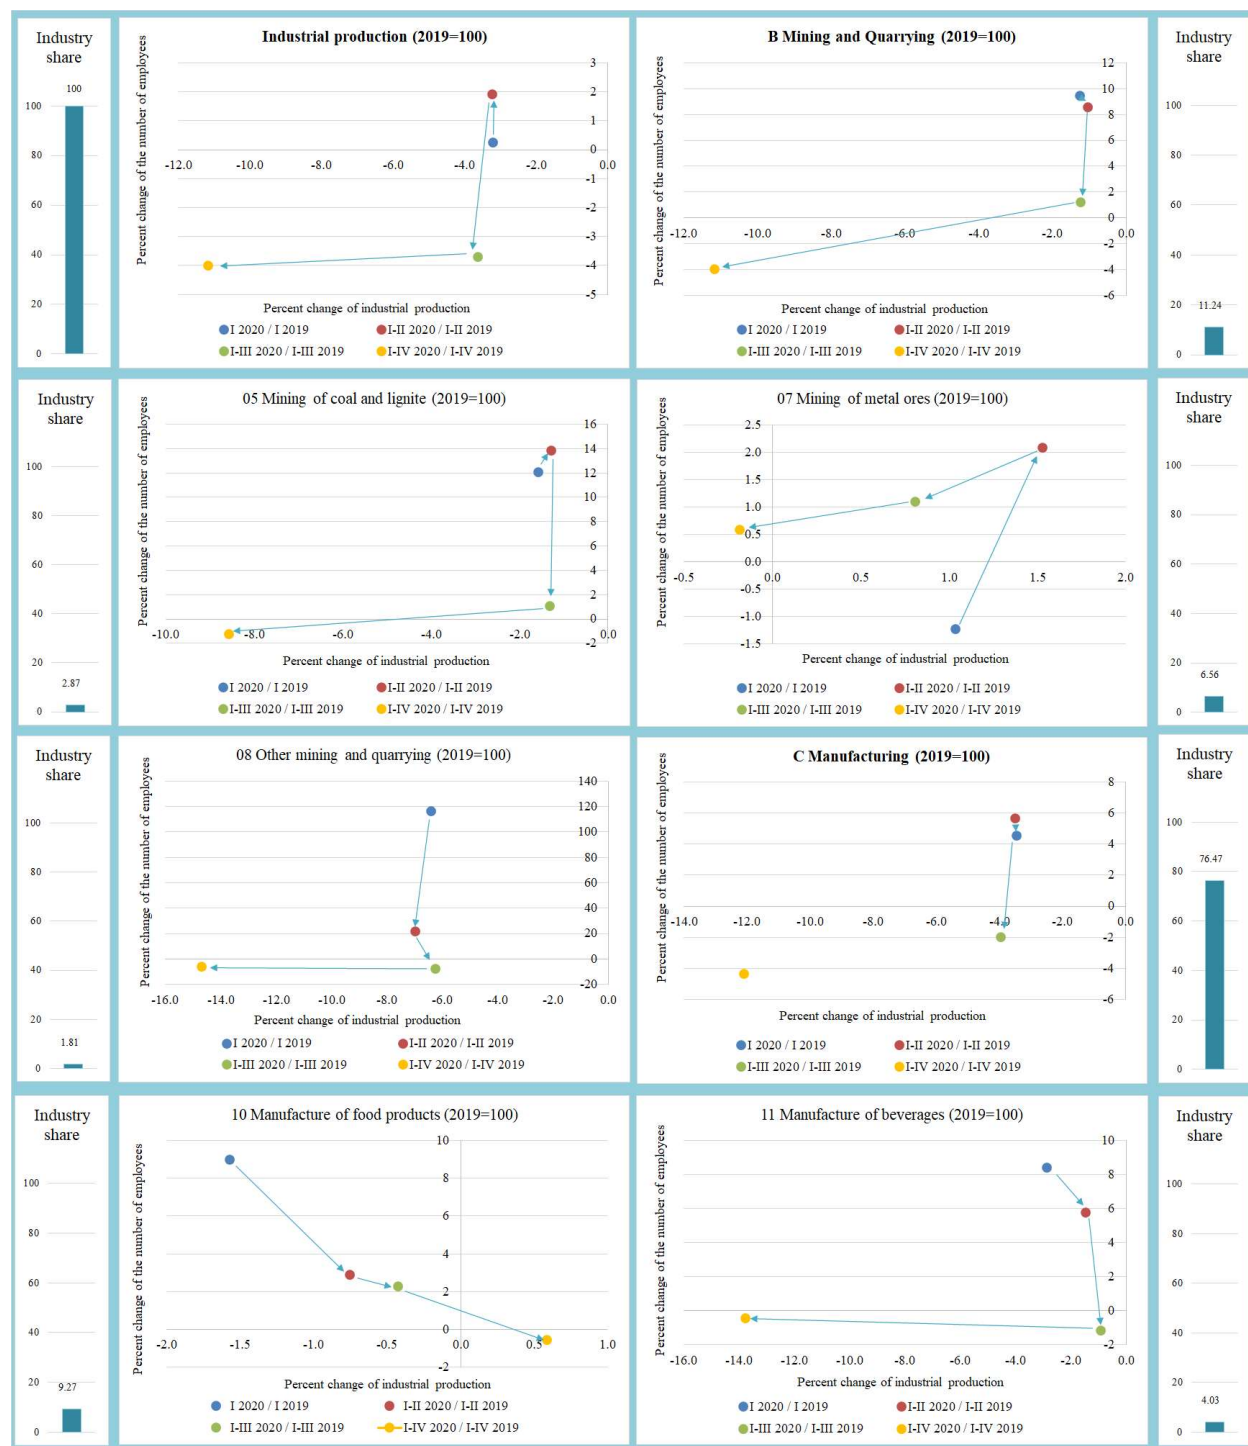 Industry
share
100
100
80
60
40
20
0
Industrial production (2019=100)
Percent change of the number of employees
3
2
1
0
-1
-2
-3
-4
-5
-12.0 -10.0 -8.0 -6.0 -4.0 -2.0 0.0
Percent change of industrial production
I 2020 / I 2019 I-II 2020 / I-II 2019
I-III 2020 / I-III 2019 I-IV 2020 / I-IV 2019
B Mining and Quarrying (2019=100)
Percent change of the number of employees
12
10
8
6
4
2
0
-2
-4
-6
-12.0 -10.0 -8.0 -6.0 -4.0 -2.0 0.0
Percent change of industrial production
I 2020 / I 2019 I-II 2020 / I-II 2019
I-III 2020 / I-III 2019 I-IV 2020 / I-IV 2019
Industry
share
100
80
60
40
20
0
11.24
Industry
share
100
80
60
40
20
0
2.87
05 Mining of coal and lignite (2019=100)
Percent change of the number of employees
16
14
12
10
8
6
4
2
0
-2
-10.0 -8.0 -6.0 -4.0 -2.0 0.0
Percent change of industrial production
I 2020 / I 2019 I-II 2020 / I-II 2019
I-III 2020 / I-III 2019 I-IV 2020 / I-IV 2019
07 Mining of metal ores (2019=100)
Percent change of the number of employees
2.5
2.0
1.5
1.0
0.5
0.0
-0.5
-1.0
-1.5
-0.5 0.0 0.5 1.0 1.5 2.0
Percent change of industrial production
I 2020 / I 2019 I-II 2020 / I-II 2019
I-III 2020 / I-III 2019 I-IV 2020 / I-IV 2019
Industry
share
100
80
60
40
20
0
6.56
Industry
share
100
80
60
40
20
0
1.81
08 Other mining and quarrying (2019=100)
Percent change of the number of employees
140
120
100
80
60
40
20
0
-20
-16.0 -14.0 -12.0 -10.0 -8.0 -6.0 -4.0 -2.0 0.0
Percent change of industrial production
I 2020 / I 2019 I-II 2020 / I-II 2019
I-III 2020 / I-III 2019 I-IV 2020 / I-IV 2019
C Manufacturing (2019=100)
Percent change of the number of employees
8
6
4
2
0
-2
-4
-6
-14.0 -12.0 -10.0 -8.0 -6.0 -4.0 -2.0 0.0
Percent change of industrial production
I 2020 / I 2019 I-II 2020 / I-II 2019
I-III 2020 / I-III 2019 I-IV 2020 / I-IV 2019
Industry
share
100
80
60
40
20
0
76.47
Industry
share
100
80
60
40
20
0
9.27
10 Manufacture of food products (2019=100)
Percent change of the number of employees
10
8
6
4
2
0
-2
-2.0 -1.5 -1.0 -0.5 0.0 0.5 1.0
Percent change of industrial production
I 2020 / I 2019 I-II 2020 / I-II 2019
I-III 2020 / I-III 2019 I-IV 2020 / I-IV 2019
11 Manufacture of beverages (2019=100)
Percent change of the number of employees
10
8
6
4
2
0
-2
-16.0 -14.0 -12.0 -10.0 -8.0 -6.0 -4.0 -2.0 0.0
Percent change of industrial production
I 2020 / I 2019 I-II 2020 / I-II 2019
I-III 2020 / I-III 2019 I-IV 2020 / I-IV 2019
Industry
share
100
80
60
40
20
0
4.03